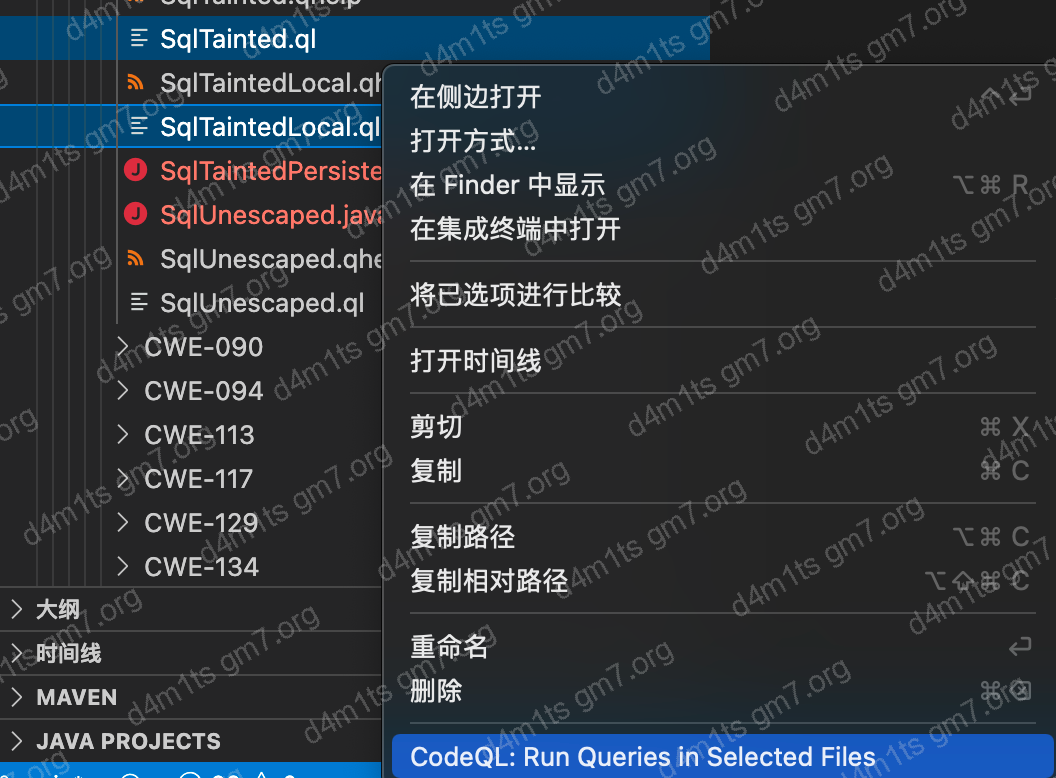 SqlTainted.ql
SqlTaintedLocal.qh
SqlTaintedLocal.ql
SqlTaintedPersiste
SqlUnescaped.java
SqlUnescaped.qhe
SqlUnescaped.ql
CWE-090
CWE-094
CWE-113
CWE-117
CWE-129
CWE-134
大纲
时间线
MAVEN
JAVA PROJECTS
在侧边打开 ^↩
打开方式...
在 Finder 中显示 ⌥⌘ R
在集成终端中打开
将已选项进行比较
打开时间线
剪切 ⌘ X
复制 ⌘ C
复制路径 ⌥⌘ C
复制相对路径 ⌥⇧⌘ C
重命名 ↩
删除 ⌘⌫
CodeQL: Run Queries in Selected Files
d4m1ts gm7.org